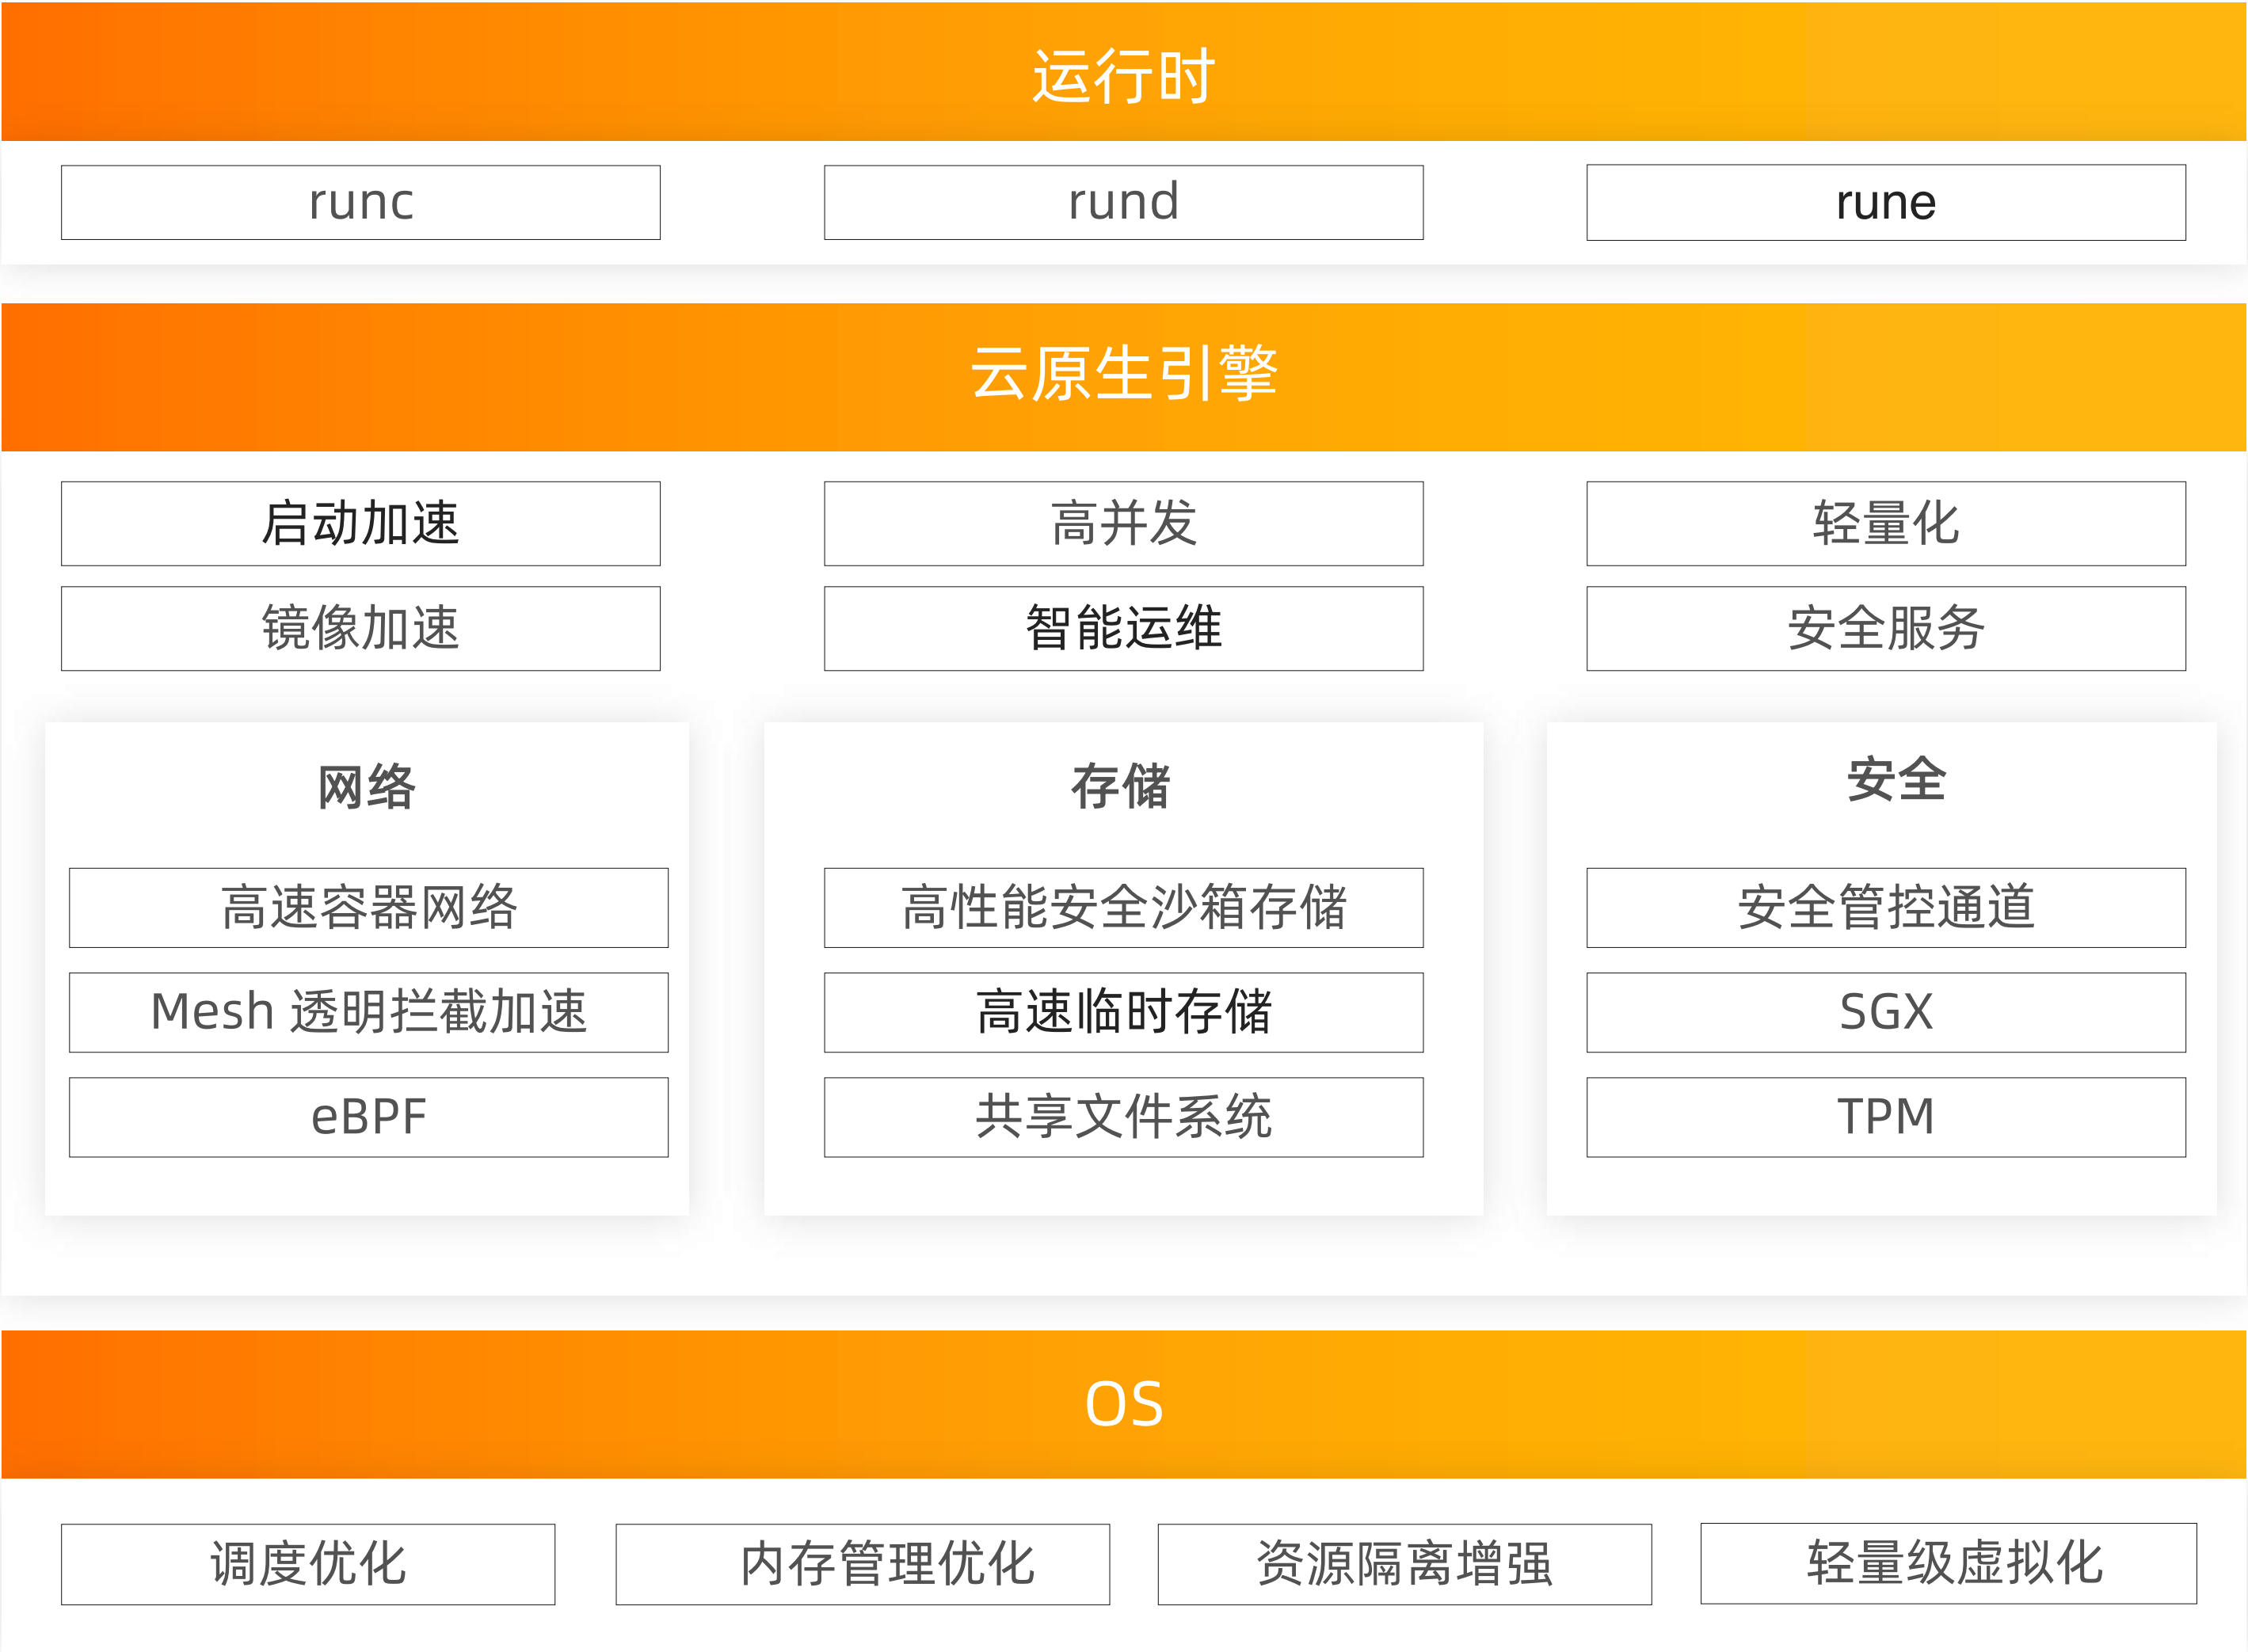 运行时
runc
rund
rune
云原生引擎
启动加速
高并发
轻量化
镜像加速
智能运维
安全服务
网络
存储
安全
高速容器网络
高性能安全沙箱存储
安全管控通道
Mesh 透明拦截加速
高速临时存储
SGX
eBPF
共享文件系统
TPM
OS
调度优化
内存管理优化
资源隔离增强
轻量级虚拟化